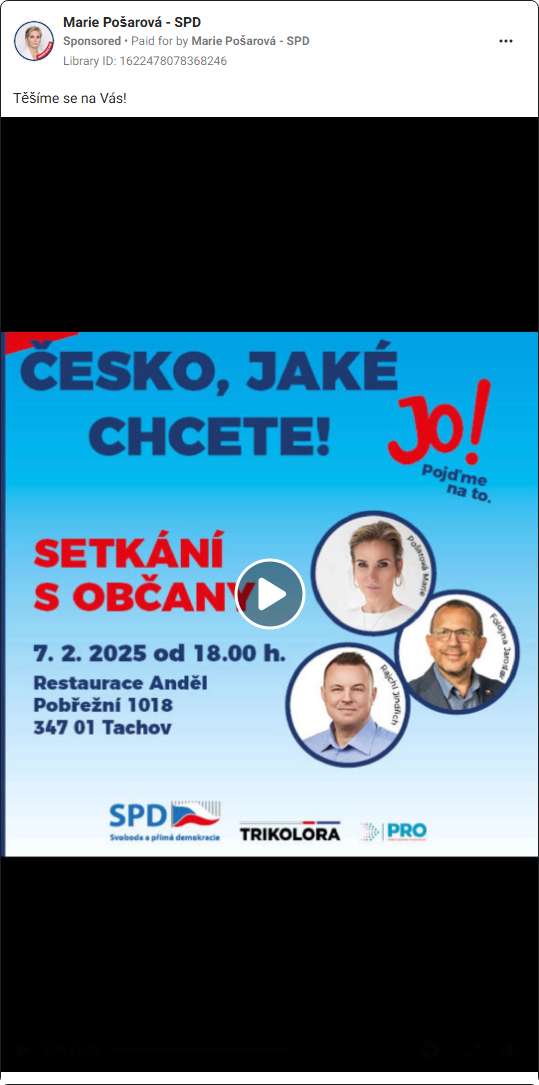 Marie Pošarová - SPD
Sponsored • Paid for by Marie Pošarová - SPD
Library ID: 1622478078368246
Těšíme se na Vás!
ČESKO, JAKÉ
CHCETE!
JO!
Pojďme
na to.
SETKÁNÍ
S OBČANY
7. 2. 2025 od 18.00 h.
Restaurace Anděl
Pobřežní 1018
347 01 Tachov
Pošarová Marie
Foldyna Jaroslav
Rajchl Jindřich
SPD
Svoboda a přímá demokracie
TRIKOLORA
PRO